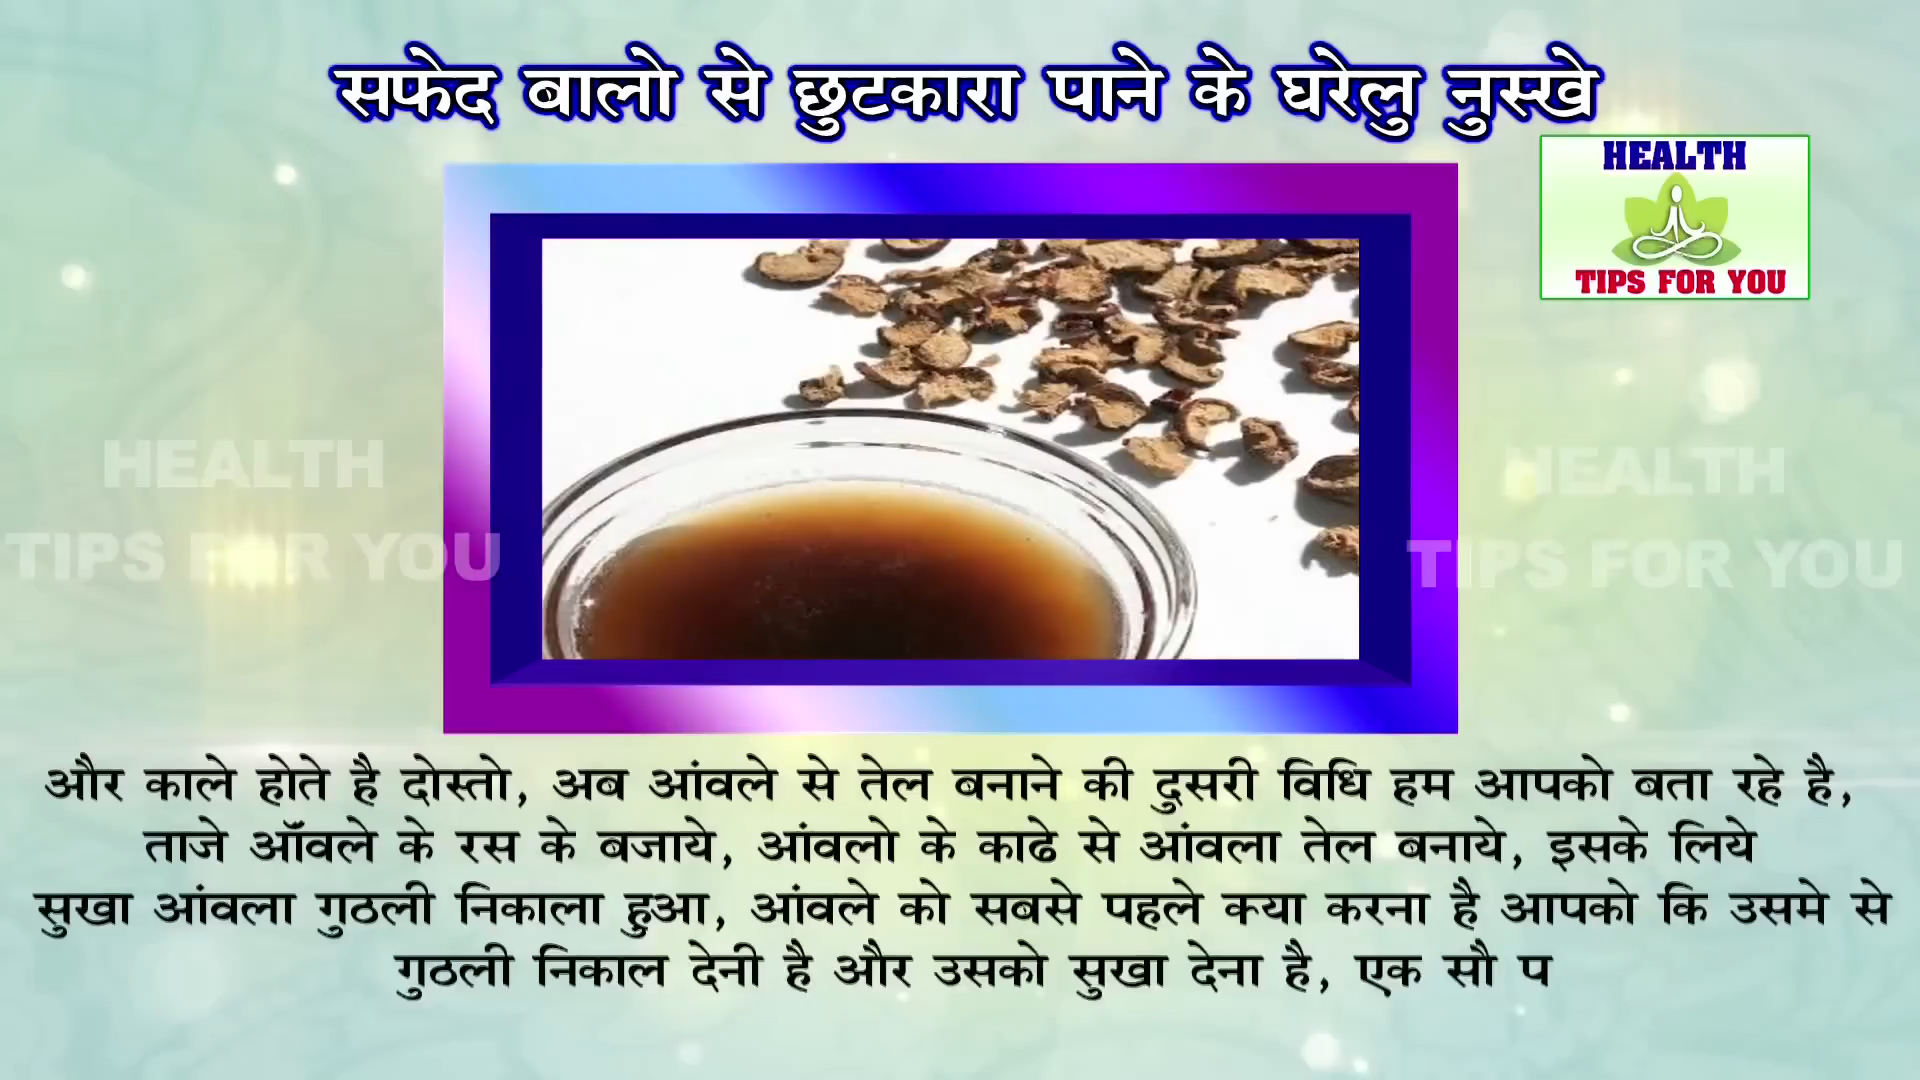 सफेद बालो से छुटकारा पाने के घरेलु नुस्खे
HEALTH
TIPS FOR YOU
HEALTH
TIPS FOR YOU
HEALTH
TIPS FOR YOU
और काले होते है दोस्तो, अब आंवले से तेल बनाने की दुसरी विधि हम आपको बता रहे है,
ताजे ऑंवले के रस के बजाये, आंवलो के काढे से आंवला तेल बनाये, इसके लिये
सुखा आंवला गुठली निकाला हुआ, आंवले को सबसे पहले क्या करना है आपको कि उसमे से
गुठली निकाल देनी है और उसको सुखा देना है, एक सौ प